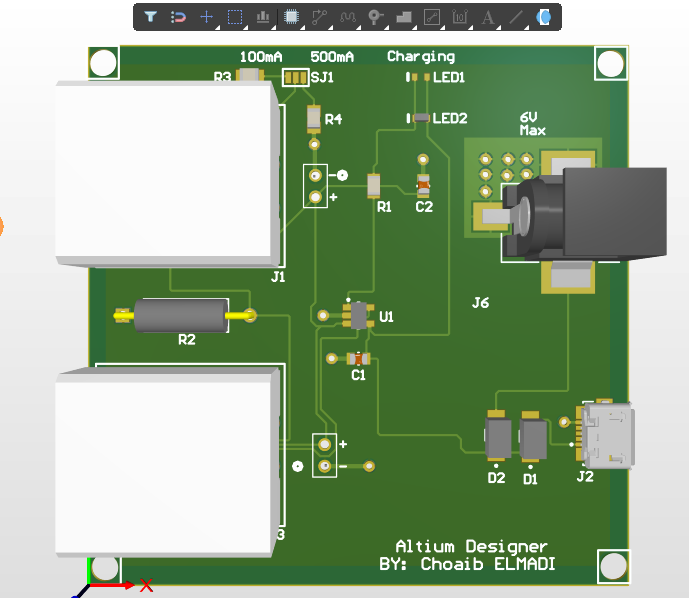 100mA 500mA Charging
R3 SJ1 LED1
R4 LED2
6V
Max
- +
R1 C2
J1
J6
U1
R2
C1
+
-
D2 D1 J2
3
Altium Designer
BY: Choaib ELMADI
X